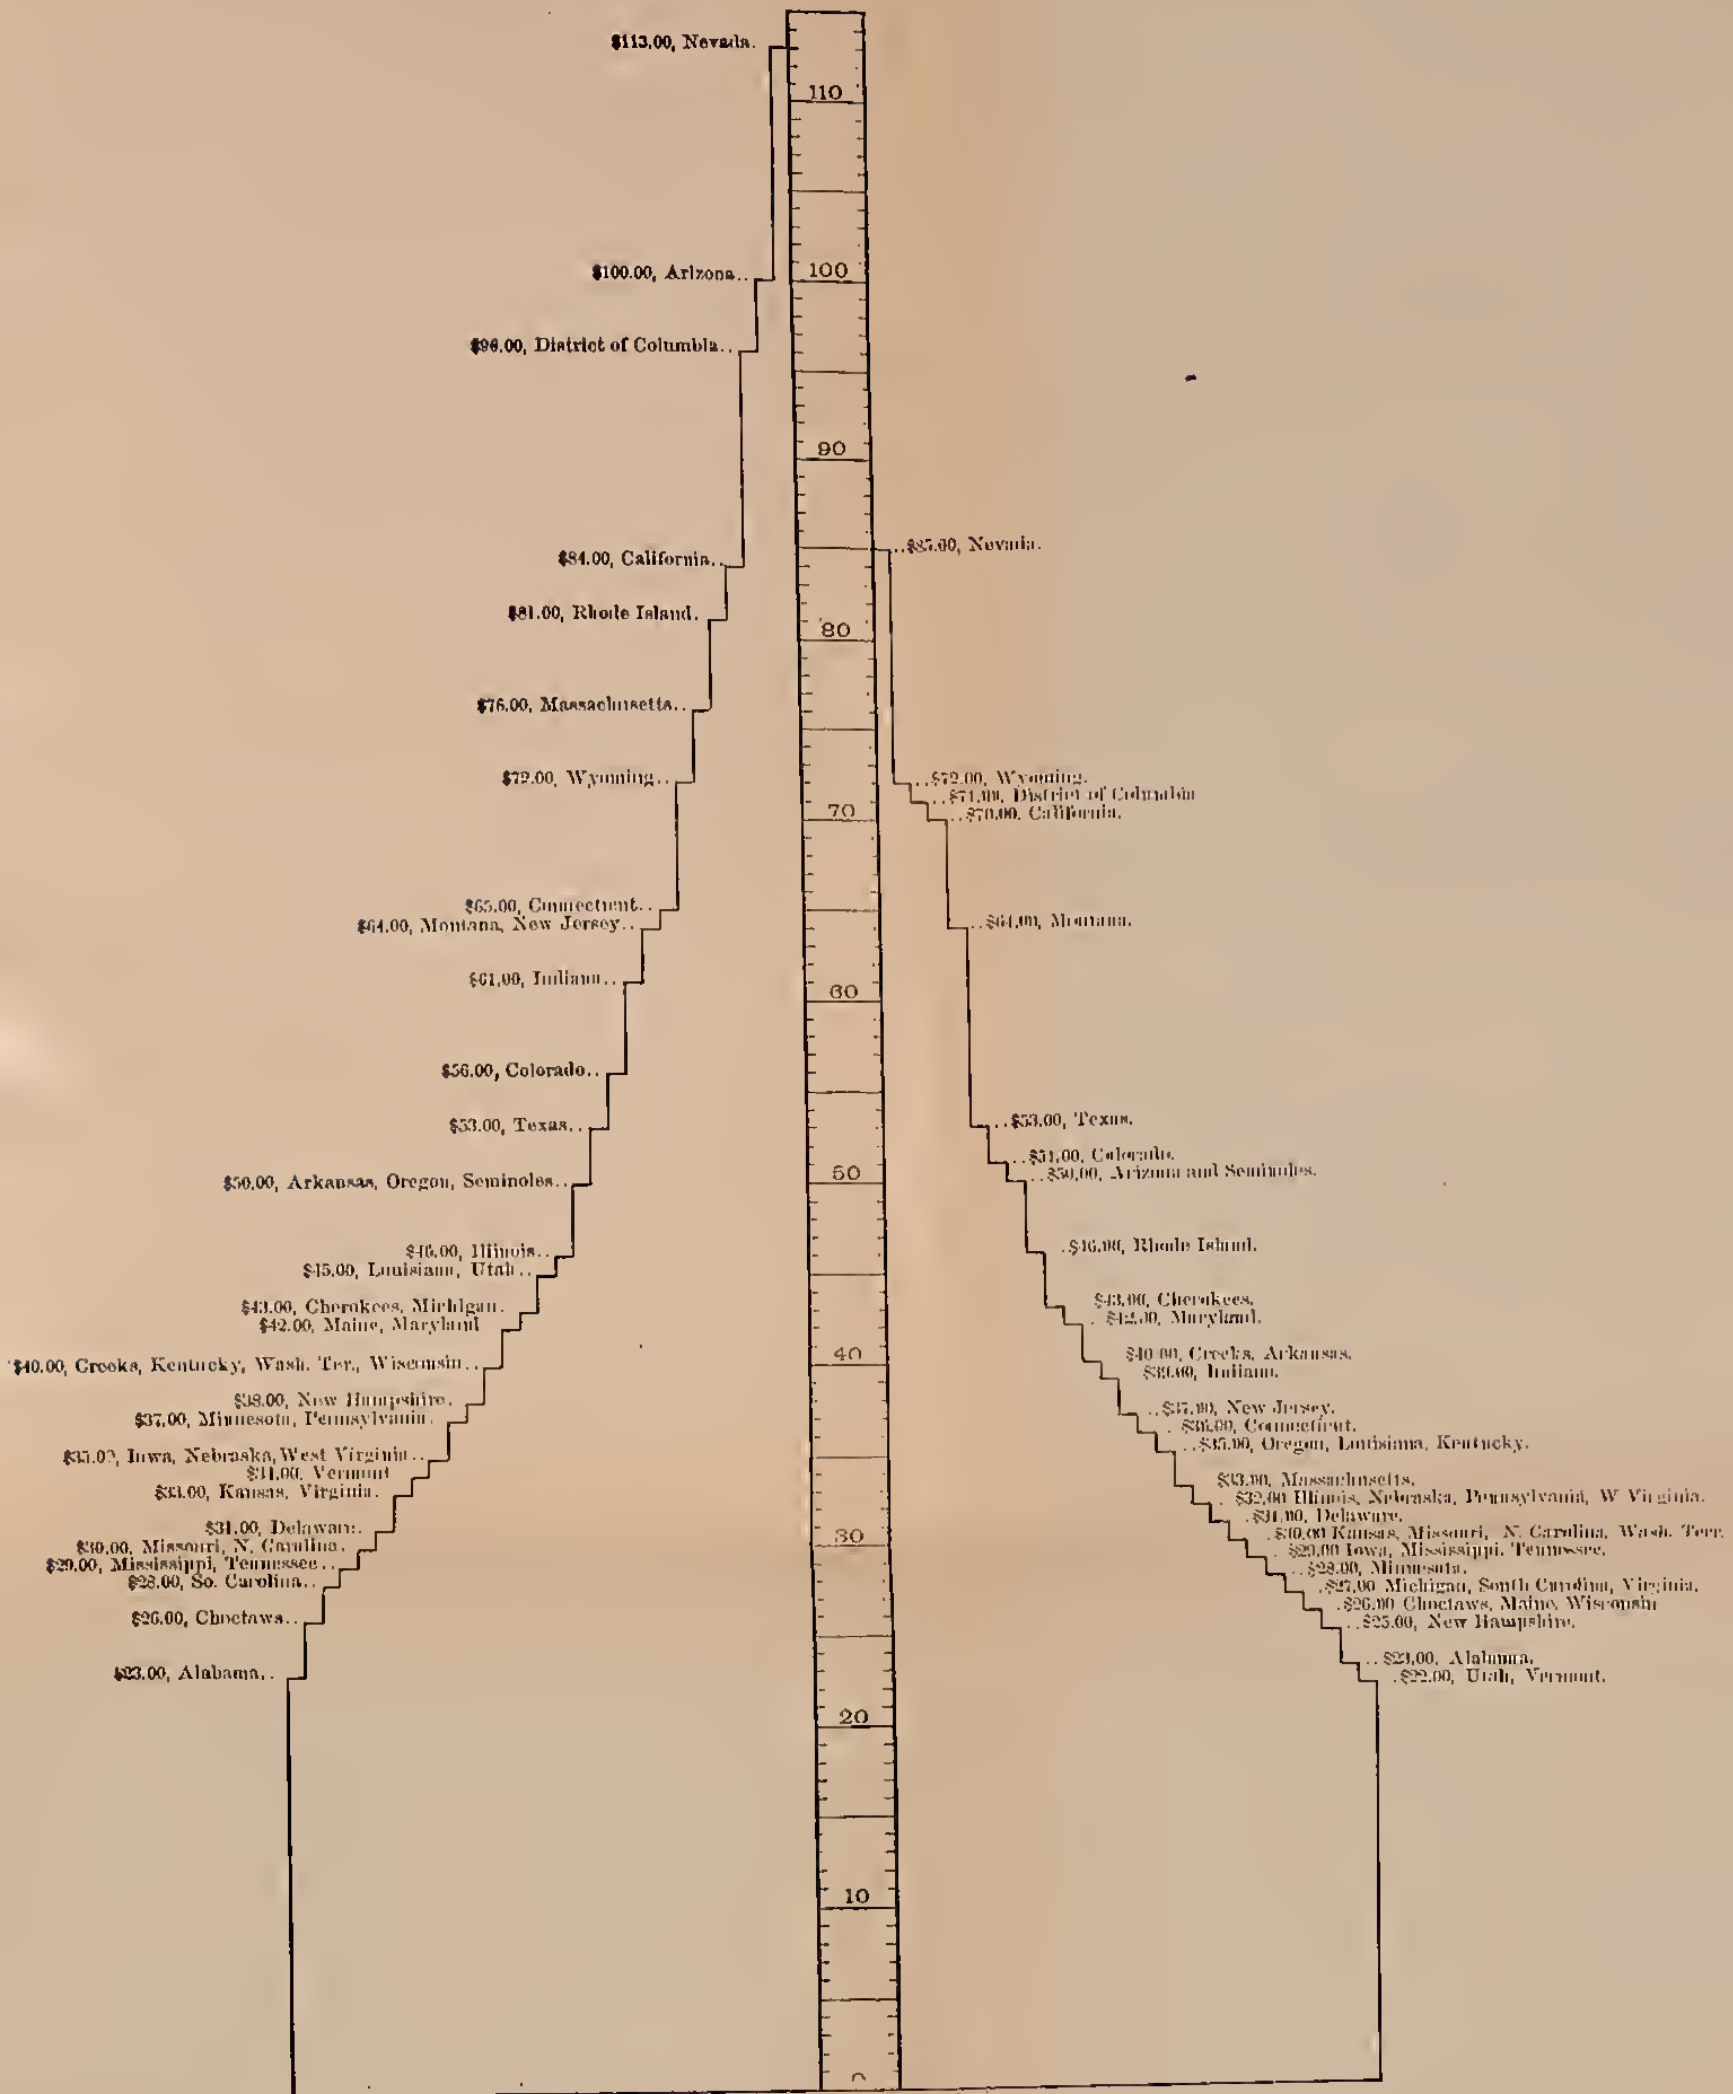 $113.00, Nevada.
$100.00, Arizona..
$96.00, District of Columbia..
$84.00, California..
$81.00, Rhode Island.
$76.00, Massachusetts..
$72.00, Wyoming..
$65.00, Connecticut..
$64.00, Montana, New Jersey..
$61.00, Indiana..
$56.00, Colorado..
$53.00, Texas..
$50.00, Arkansas, Oregon, Seminoles..
$46.00, Illinois..
$45.00, Louisiana, Utah..
$43.00, Cherokees, Michigan.
$42.00, Maine, Maryland
$40.00, Creeks, Kentucky, Wash. Ter., Wisconsin..
$38.00, New Hampshire.
$37.00, Minnesota, Pennsylvania.
$35.00, Iowa, Nebraska, West Virginia..
$34.00, Vermont
$33.00, Kansas, Virginia.
$31.00, Delaware.
$30.00, Missouri, N. Carolina.
$29.00, Mississippi, Tennessee..
$28.00, So. Carolina..
$26.00, Choctaws..
$23.00, Alabama..
110
100
90
80
70
60
50
40
30
20
10
..$85.00, Nevada.
..$72.00, Wyoming.
..$71.00, District of Columbia
..$70.00, California.
..$64.00, Montana.
..$53.00, Texas.
..$51.00, Colorado.
..$50.00, Arizona and Seminoles.
.$46.00, Rhode Island.
$43.00, Cherokees.
. $42.00, Maryland.
$40.00, Creeks, Arkansas.
$39.00, Indiana.
..$37.00, New Jersey.
. $36.00, Connecticut.
..$35.00, Oregon, Louisiana, Kentucky.
$33.00, Massachusetts.
. $32.00 Illinois, Nebraska, Pennsylvania, W Virginia.
.$31.00, Delaware.
.$30.00 Kansas, Missouri, N. Carolina, Wash. Terr.
..$29.00 Iowa, Mississippi, Tennessee.
..$28.00, Minnesota.
..$27.00 Michigan, South Carolina, Virginia.
.$26.00 Choctaws, Maine, Wisconsin
..$25.00, New Hampshire.
..$23.00, Alabama.
.$22.00, Utah, Vermont.